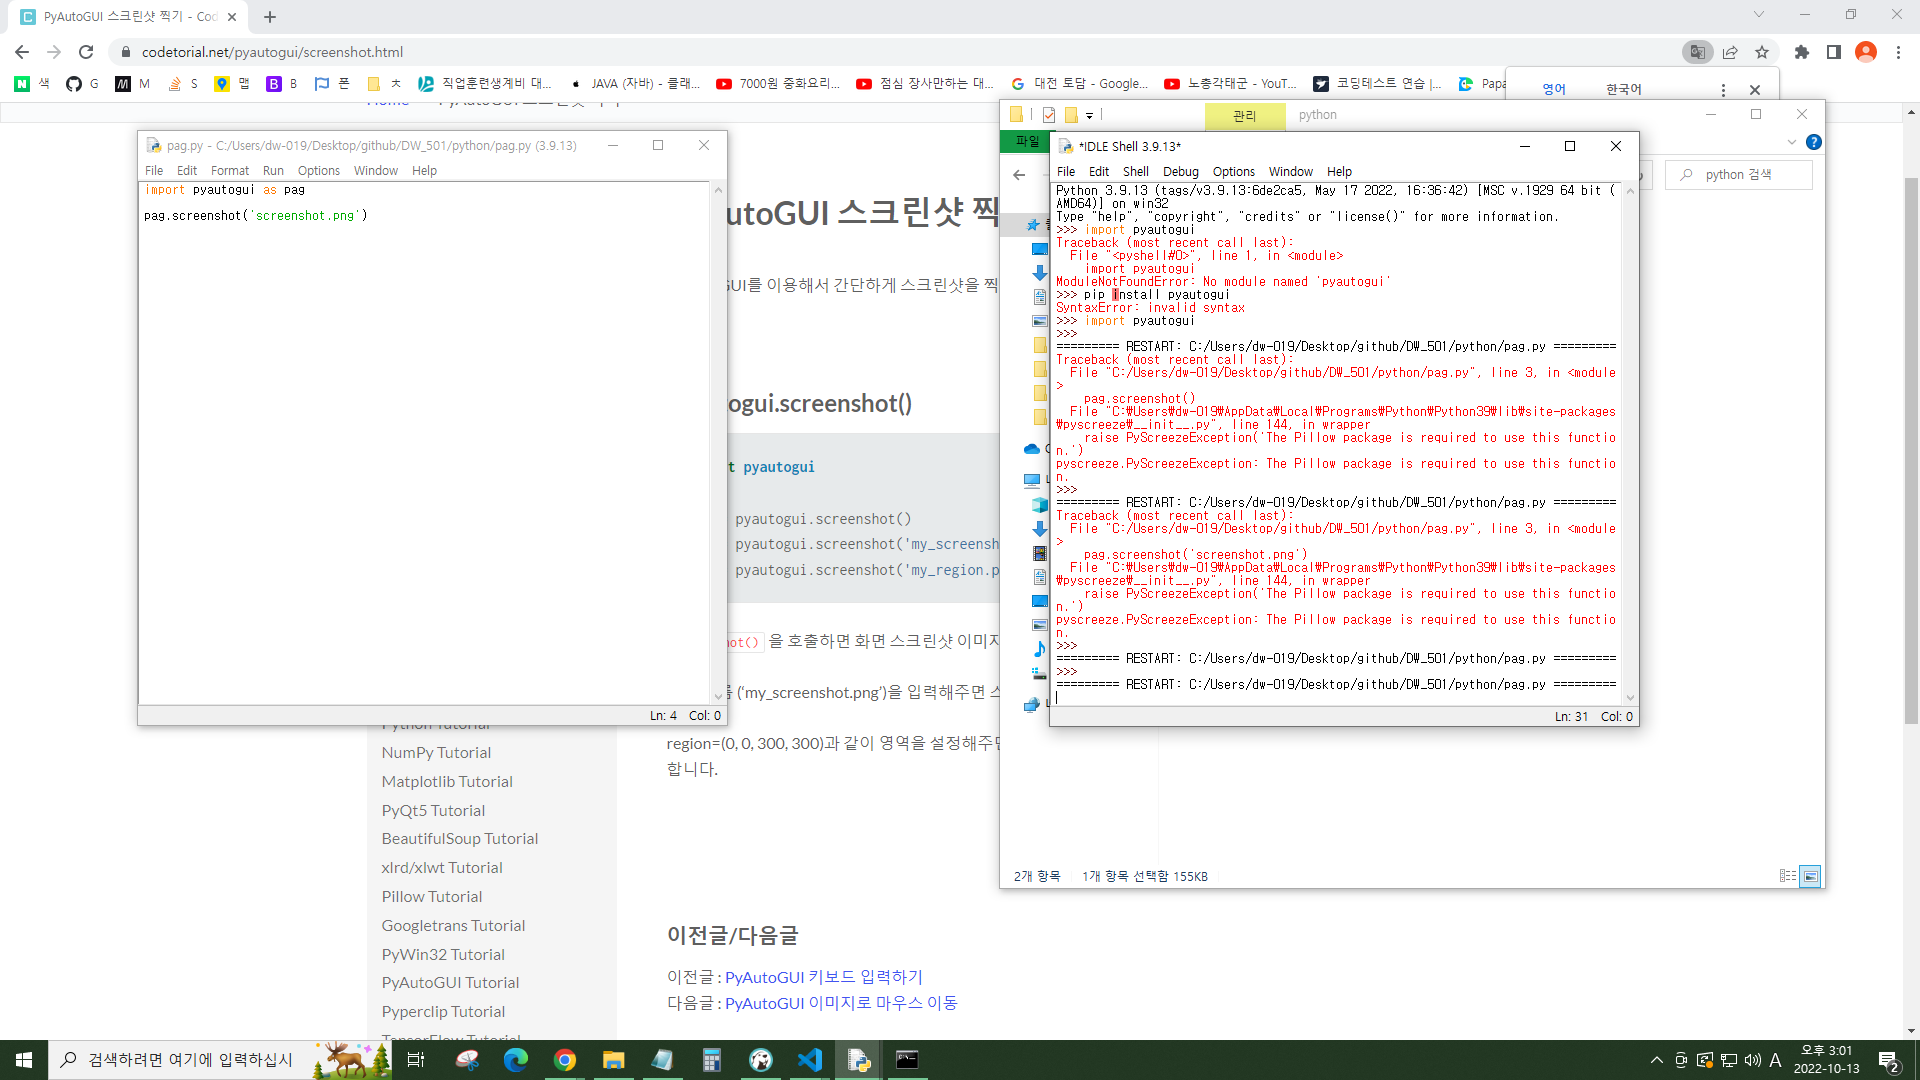 PyAutoGUI 스크린샷 찍기 - Cod
codetorial.net/pyautogui/screenshot.html
색
G
M
S
맵
B
폰
ㅊ
직업훈련생계비 대...
JAVA (자바) - 클래...
7000원 중화요리...
점심 장사만하는 대...
대전 토담 - Google...
노총각태군 - YouT...
코딩테스트 연습 |...
Papa
영어
한국어
관리
python
파일
python 검색
pag.py - C:/Users/dw-019/Desktop/github/DW_501/python/pag.py (3.9.13)
File Edit Format Run Options Window Help
import pyautogui as pag
pag.screenshot('screenshot.png')
Ln: 4 Col: 0
*IDLE Shell 3.9.13*
File Edit Shell Debug Options Window Help
Python 3.9.13 (tags/v3.9.13:6de2ca5, May 17 2022, 16:36:42) [MSC v.1929 64 bit (
AMD64)] on win32
Type "help", "copyright", "credits" or "license()" for more information.
>>> import pyautogui
Traceback (most recent call last):
File "<pyshell#0>", line 1, in <module>
import pyautogui
ModuleNotFoundError: No module named 'pyautogui'
>>> pip install pyautogui
SyntaxError: invalid syntax
>>> import pyautogui
>>>
========= RESTART: C:/Users/dw-019/Desktop/github/DW_501/python/pag.py =========
Traceback (most recent call last):
File "C:/Users/dw-019/Desktop/github/DW_501/python/pag.py", line 3, in <module
>
pag.screenshot()
File "C:₩Users₩dw-019₩AppData₩Local₩Programs₩Python₩Python39₩lib₩site-packages
₩pyscreeze₩__init__.py", line 144, in wrapper
raise PyScreezeException('The Pillow package is required to use this functio
n.')
pyscreeze.PyScreezeException: The Pillow package is required to use this functio
n.
>>>
========= RESTART: C:/Users/dw-019/Desktop/github/DW_501/python/pag.py =========
Traceback (most recent call last):
File "C:/Users/dw-019/Desktop/github/DW_501/python/pag.py", line 3, in <module
>
pag.screenshot('screenshot.png')
File "C:₩Users₩dw-019₩AppData₩Local₩Programs₩Python₩Python39₩lib₩site-packages
₩pyscreeze₩__init__.py", line 144, in wrapper
raise PyScreezeException('The Pillow package is required to use this functio
n.')
pyscreeze.PyScreezeException: The Pillow package is required to use this functio
n.
>>>
========= RESTART: C:/Users/dw-019/Desktop/github/DW_501/python/pag.py =========
>>>
========= RESTART: C:/Users/dw-019/Desktop/github/DW_501/python/pag.py =========
Ln: 31 Col: 0
utoGUI 스크린샷 찍
GUI를 이용해서 간단하게 스크린샷을 찍
ogui.screenshot()
t pyautogui
pyautogui.screenshot()
pyautogui.screenshot('my_screensh
pyautogui.screenshot('my_region.p
hot() 을 호출하면 화면 스크린샷 이미지
름 ('my_screenshot.png')을 입력해주면 스
region=(0, 0, 300, 300)과 같이 영역을 설정해주면
합니다.
Python Tutorial
NumPy Tutorial
Matplotlib Tutorial
PyQt5 Tutorial
BeautifulSoup Tutorial
xlrd/xlwt Tutorial
Pillow Tutorial
Googletrans Tutorial
PyWin32 Tutorial
PyAutoGUI Tutorial
Pyperclip Tutorial
TensorFlow Tutorial
이전글/다음글
이전글 : PyAutoGUI 키보드 입력하기
다음글 : PyAutoGUI 이미지로 마우스 이동
2개 항목
1개 항목 선택함 155KB
검색하려면 여기에 입력하십시
A
오후 3:01
2022-10-13
2